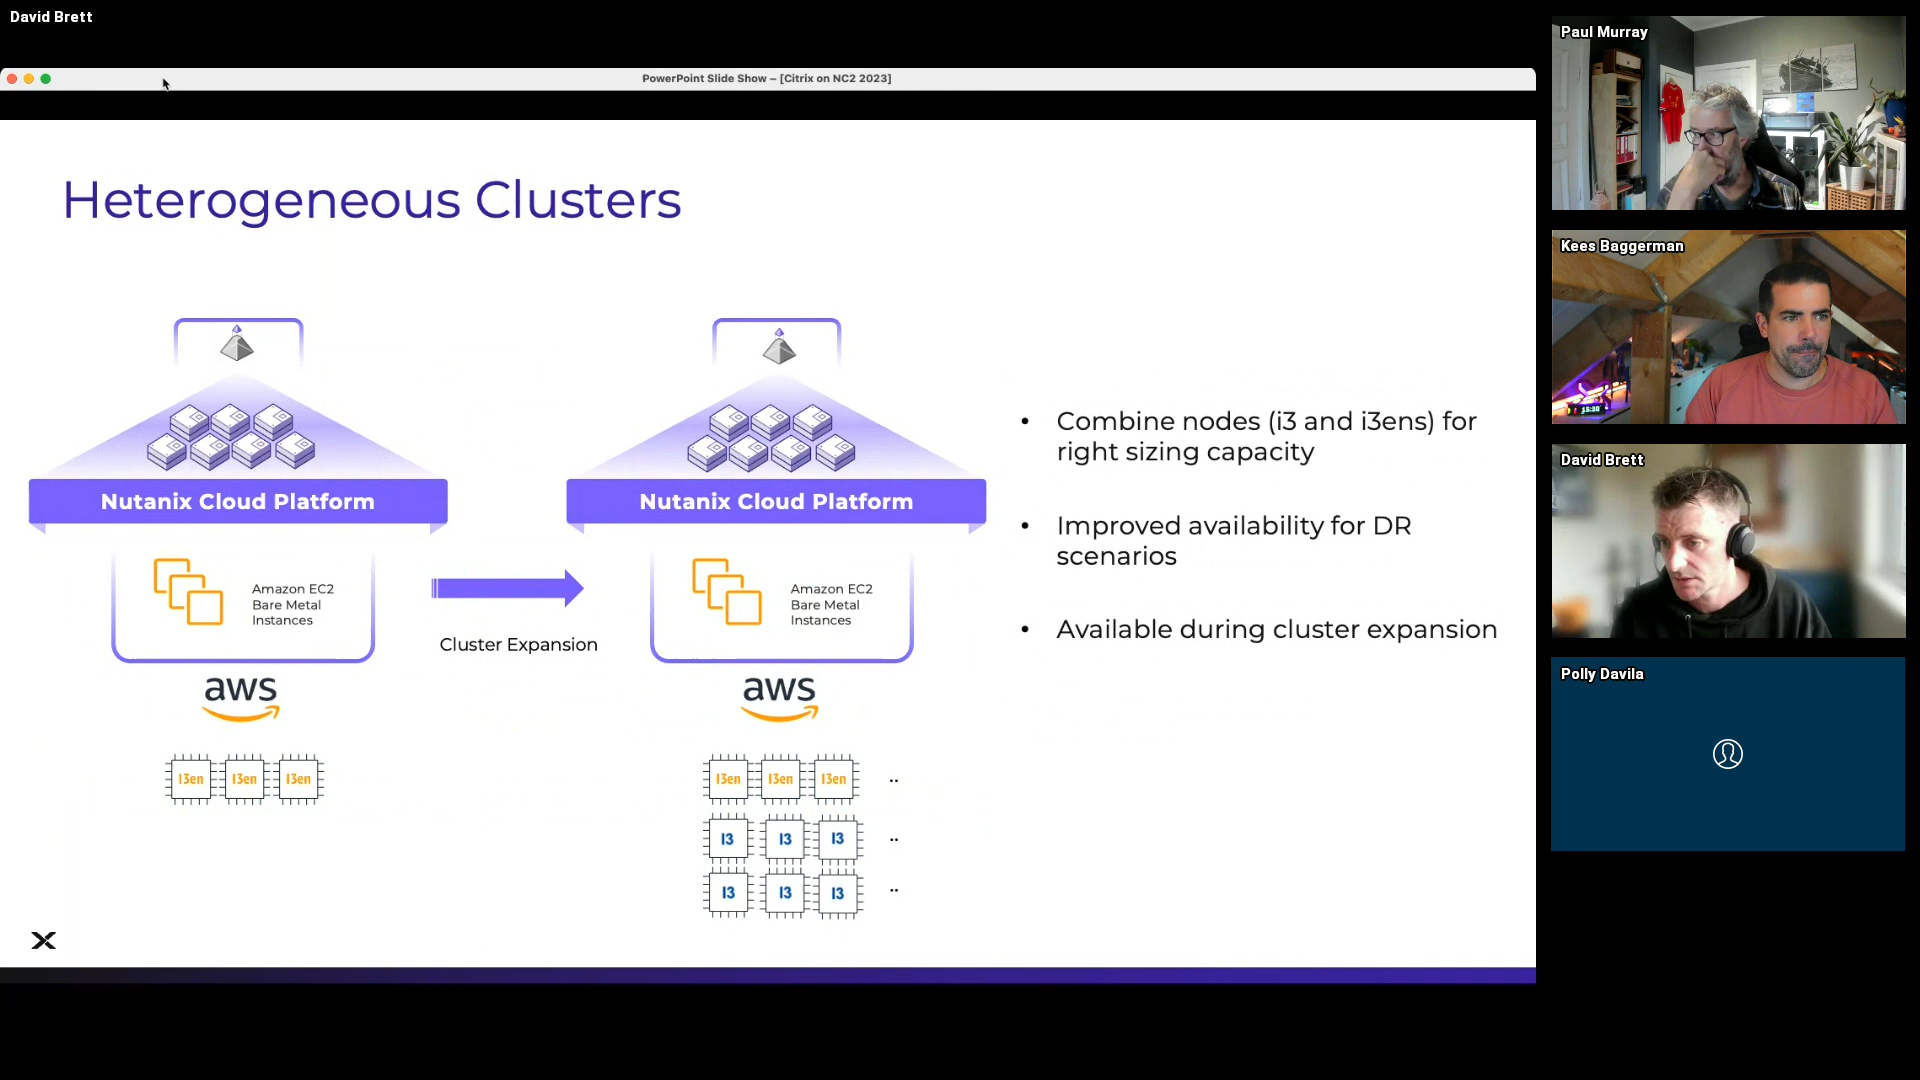 David Brett
PowerPoint Slide Show – [Citrix on NC2 2023]
Heterogeneous Clusters
Nutanix Cloud Platform
Amazon EC2
Bare Metal
Instances
aws
I3en I3en I3en
Cluster Expansion
Nutanix Cloud Platform
Amazon EC2
Bare Metal
Instances
aws
I3en I3en I3en ..
I3 I3 I3 ..
I3 I3 I3 ..
• Combine nodes (i3 and i3ens) for
right sizing capacity
• Improved availability for DR
scenarios
• Available during cluster expansion
Paul Murray
Kees Baggerman
David Brett
Polly Davila